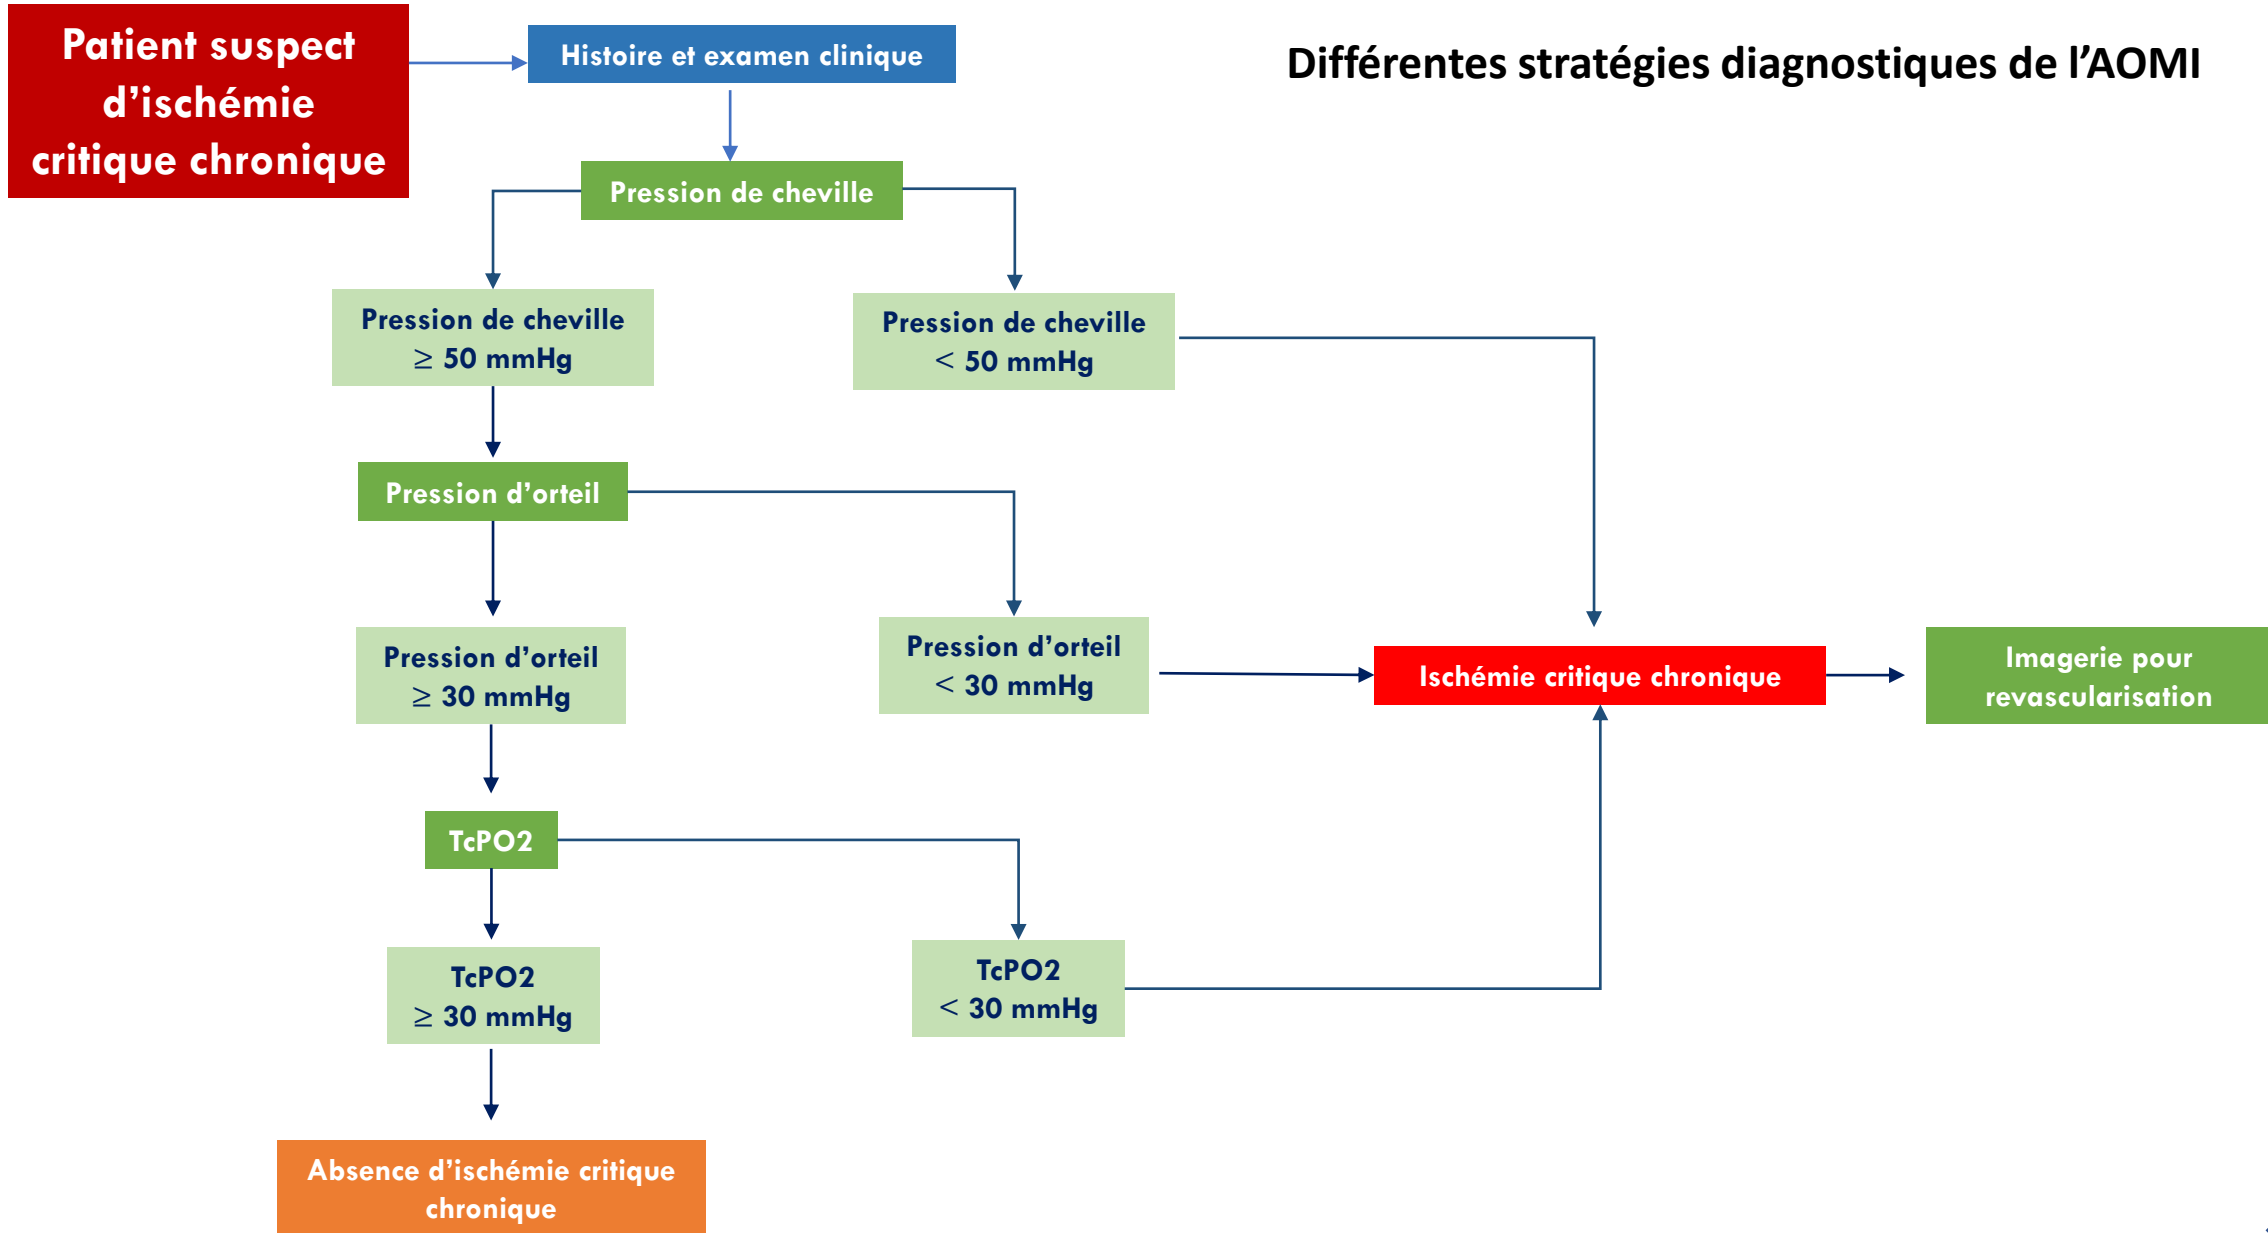 Patient suspect
d’ischémie
critique chronique
Histoire et examen clinique
Différentes stratégies diagnostiques de l’AOMI
Pression de cheville
Pression de cheville
≥ 50 mmHg
Pression de cheville
< 50 mmHg
Pression d’orteil
Pression d’orteil
≥ 30 mmHg
Pression d’orteil
< 30 mmHg
Ischémie critique chronique
Imagerie pour
revascularisation
TcPO2
TcPO2
≥ 30 mmHg
TcPO2
< 30 mmHg
Absence d’ischémie critique
chronique